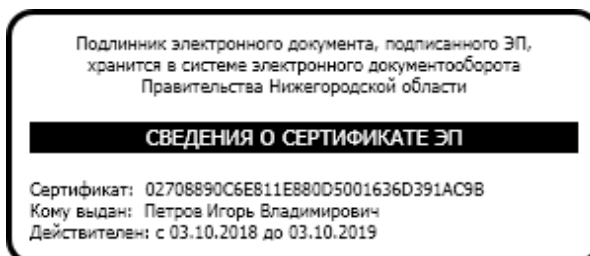 Подлинник электронного документа, подписанного ЭП,
хранится в системе электронного документооборота
Правительства Нижегородской области
СВЕДЕНИЯ О СЕРТИФИКАТЕ ЭП
Сертификат: 02708890C6E811E880D5001636D391AC9B
Кому выдан: Петров Игорь Владимирович
Действителен: с 03.10.2018 до 03.10.2019